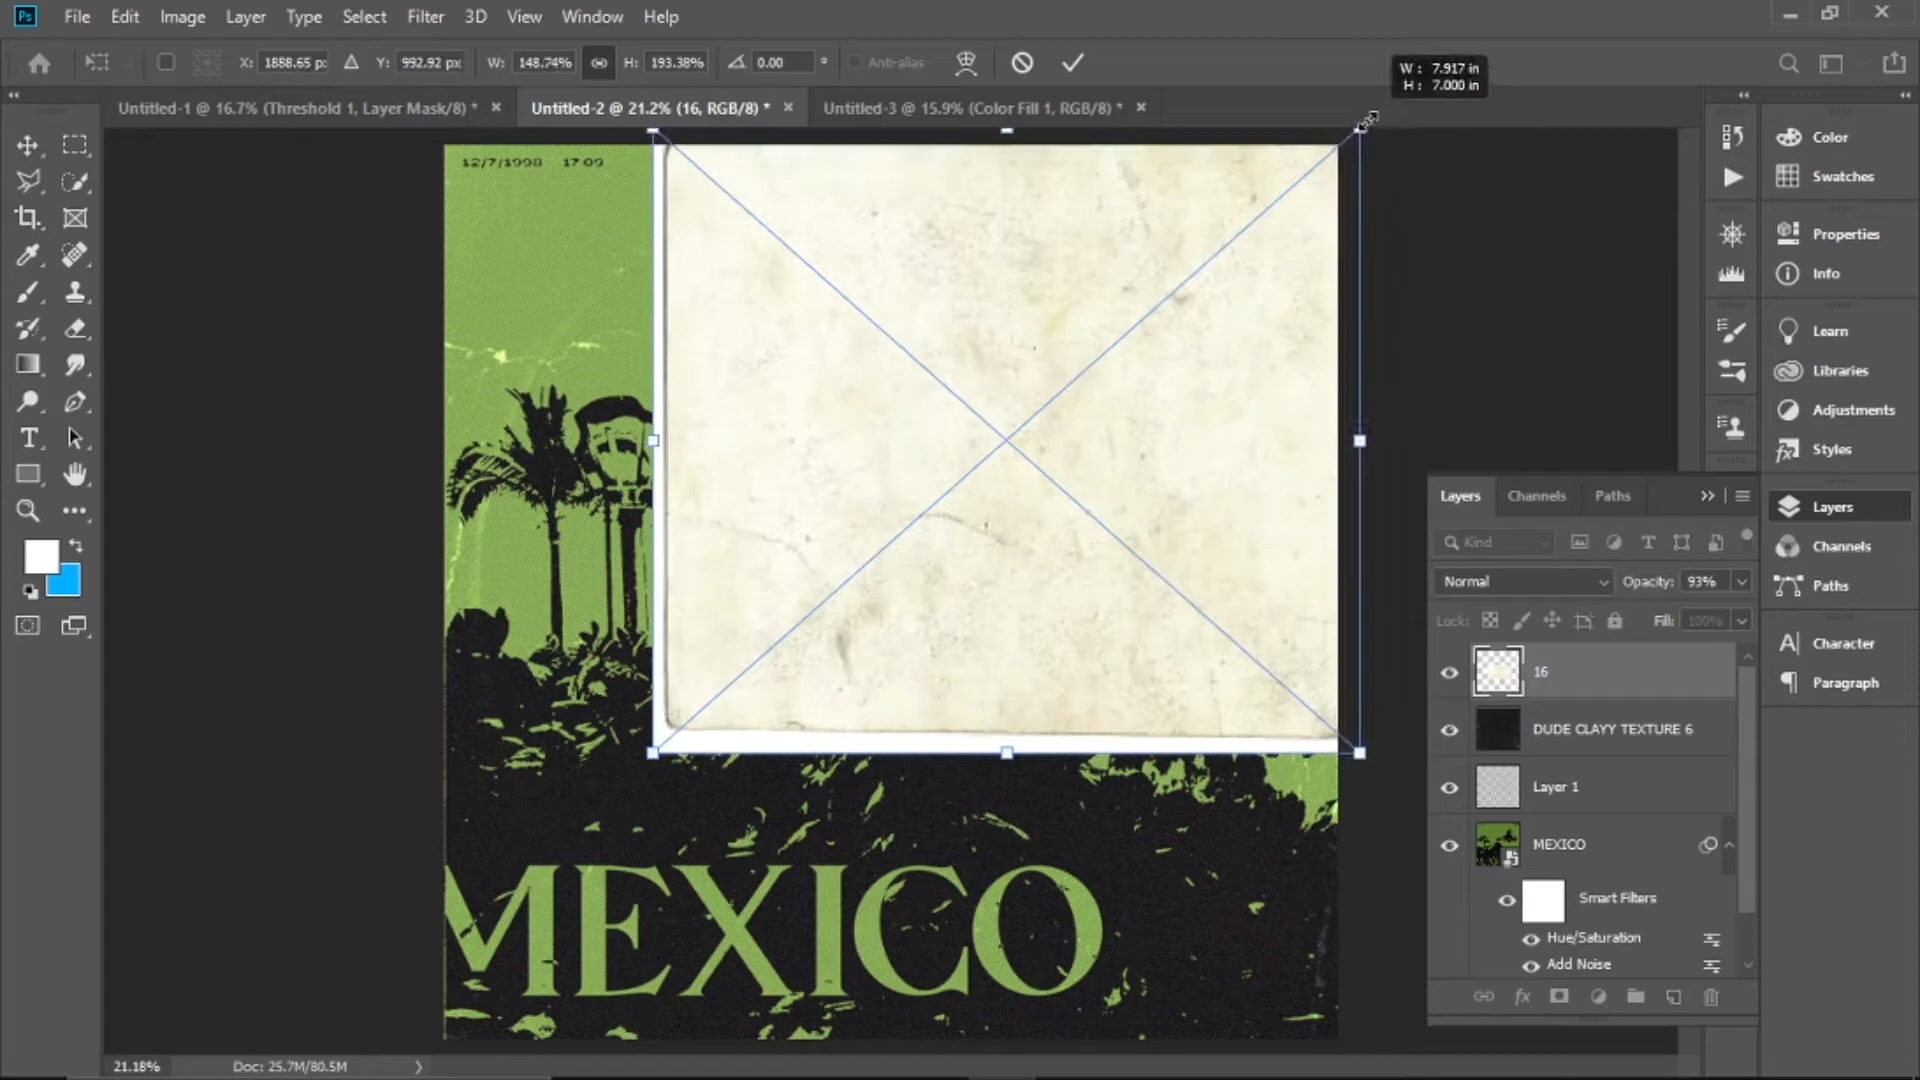 Ps File Edit Image Layer Type Select Filter 3D View Window Help
X: 1888.65 px Y: 992.92 px W: 148.74% H: 193.38% 0.00 ° Anti-alias
W : 7.917 in
H : 7.000 in
Untitled-1 @ 16.7% (Threshold 1, Layer Mask/8) * × Untitled-2 @ 21.2% (16, RGB/8) * × Untitled-3 @ 15.9% (Color Fill 1, RGB/8) * ×
12/7/1998 17 09
MEXICO
Color
Swatches
Properties
Info
Learn
Libraries
Adjustments
Styles
Layers
Channels
Paths
Character
Paragraph
Layers Channels Paths
Kind
Normal Opacity: 93%
Lock: Fill: 100%
16
DUDE CLAYY TEXTURE 6
Layer 1
MEXICO
Smart Filters
Hue/Saturation
Add Noise
21.18% Doc: 25.7M/80.5M